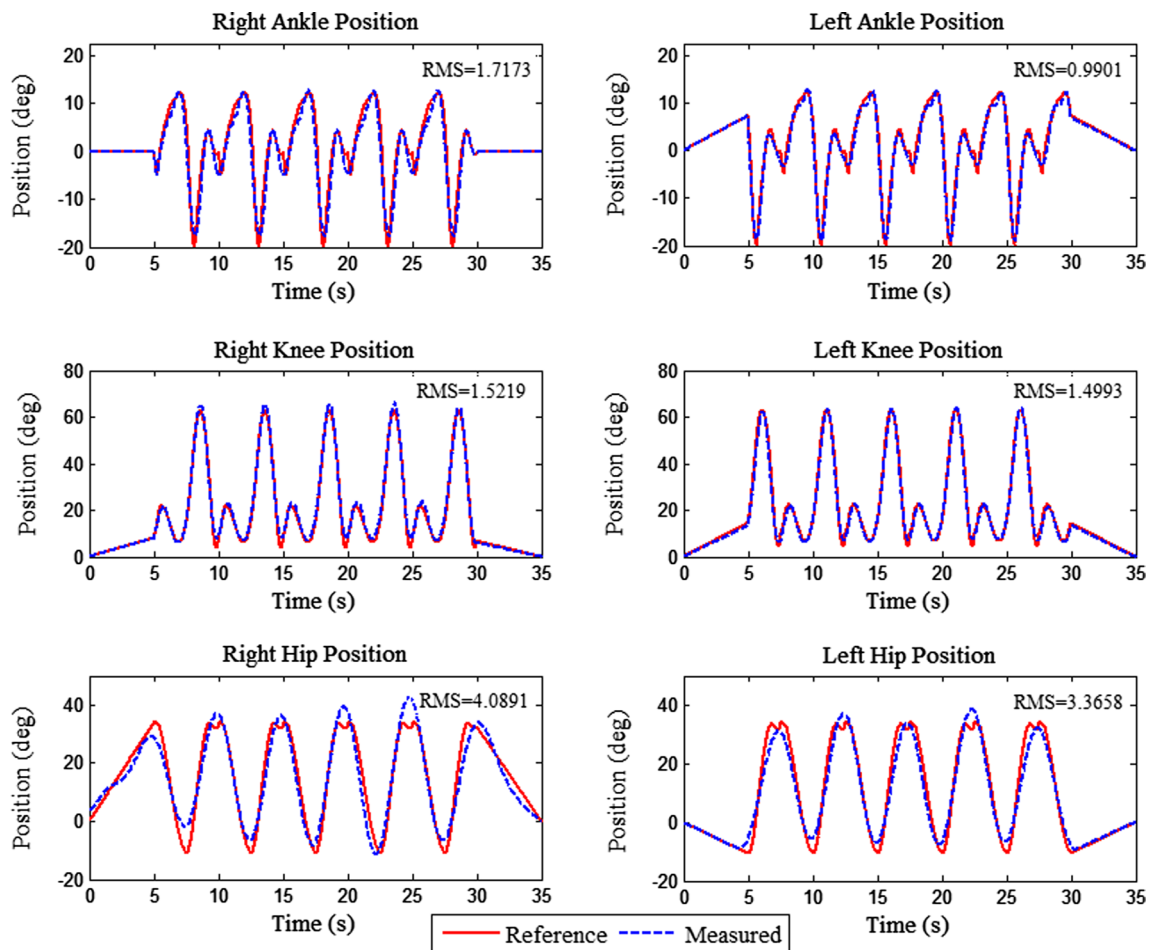 Right Ankle Position
Left Ankle Position
RMS=1.7173
RMS=0.9901
Position (deg)
20
10
0
-10
-20
0 5 10 15 20 25 30 35
Time (s)
Position (deg)
20
10
0
-10
-20
0 5 10 15 20 25 30 35
Time (s)
Right Knee Position
Left Knee Position
RMS=1.5219
RMS=1.4993
Position (deg)
80
60
40
20
0
0 5 10 15 20 25 30 35
Time (s)
Position (deg)
80
60
40
20
0
0 5 10 15 20 25 30 35
Time (s)
Right Hip Position
Left Hip Position
RMS=4.0891
RMS=3.3658
Position (deg)
40
20
0
-20
0 5 10 15 20 25 30 35
Time (s)
Position (deg)
40
20
0
-20
0 5 10 15 20 25 30 35
Time (s)
Reference Measured